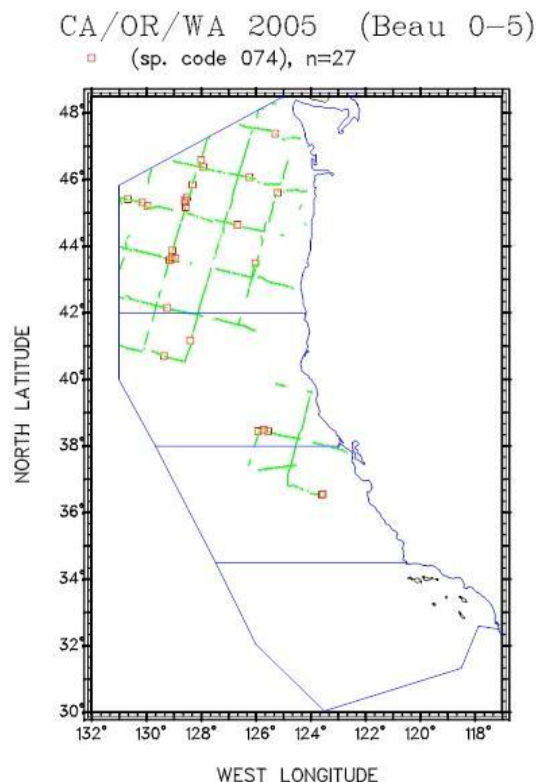 CA/OR/WA 2005 (Beau 0-5)
(sp. code 074), n=27
48°
46°
44°
42°
40°
38°
36°
34°
32°
30°
NORTH LATITUDE
132° 130° 128° 126° 124° 122° 120° 118°
WEST LONGITUDE